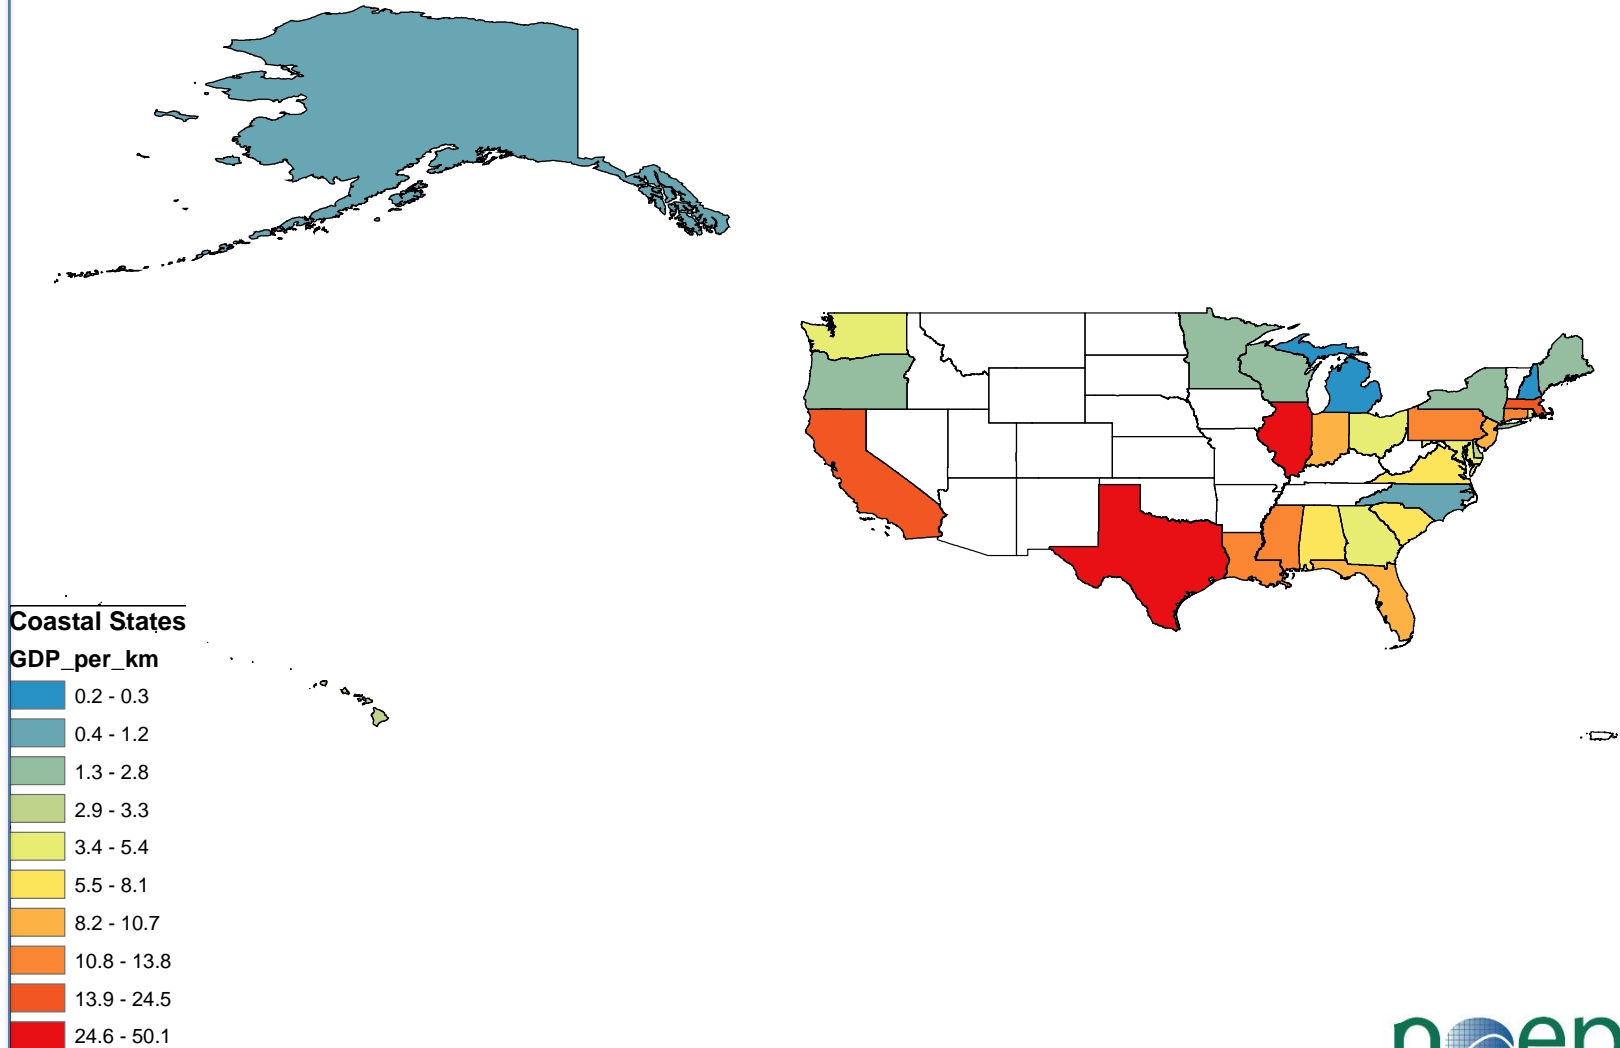 Coastal States
GDP_per_km
0.2 - 0.3
0.4 - 1.2
1.3 - 2.8
2.9 - 3.3
3.4 - 5.4
5.5 - 8.1
8.2 - 10.7
10.8 - 13.8
13.9 - 24.5
24.6 - 50.1